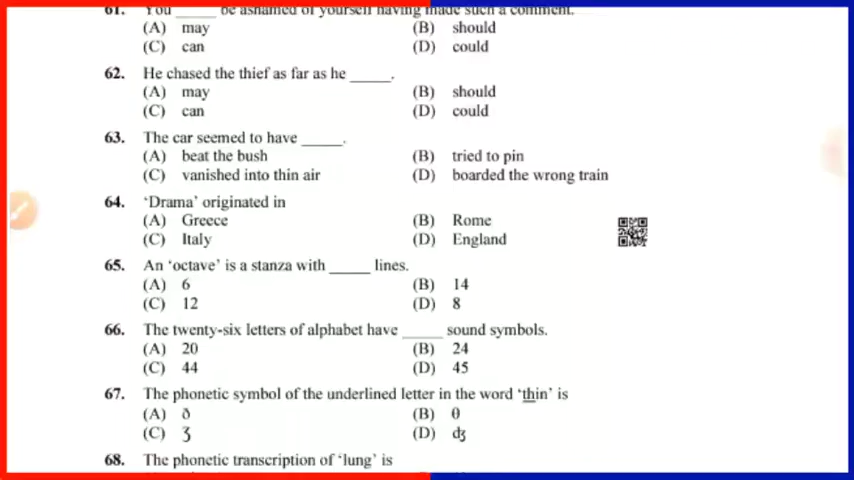 61. You _____ be ashamed of yourself having made such a comment.
(A) may (B) should
(C) can (D) could
62. He chased the thief as far as he _____.
(A) may (B) should
(C) can (D) could
63. The car seemed to have _____.
(A) beat the bush (B) tried to pin
(C) vanished into thin air (D) boarded the wrong train
64. ‘Drama’ originated in
(A) Greece (B) Rome
(C) Italy (D) England
65. An ‘octave’ is a stanza with _____ lines.
(A) 6 (B) 14
(C) 12 (D) 8
66. The twenty-six letters of alphabet have _____ sound symbols.
(A) 20 (B) 24
(C) 44 (D) 45
67. The phonetic symbol of the underlined letter in the word ‘thin’ is
(A) ð (B) θ
(C) ʒ (D) ʤ
68. The phonetic transcription of ‘lung’ is